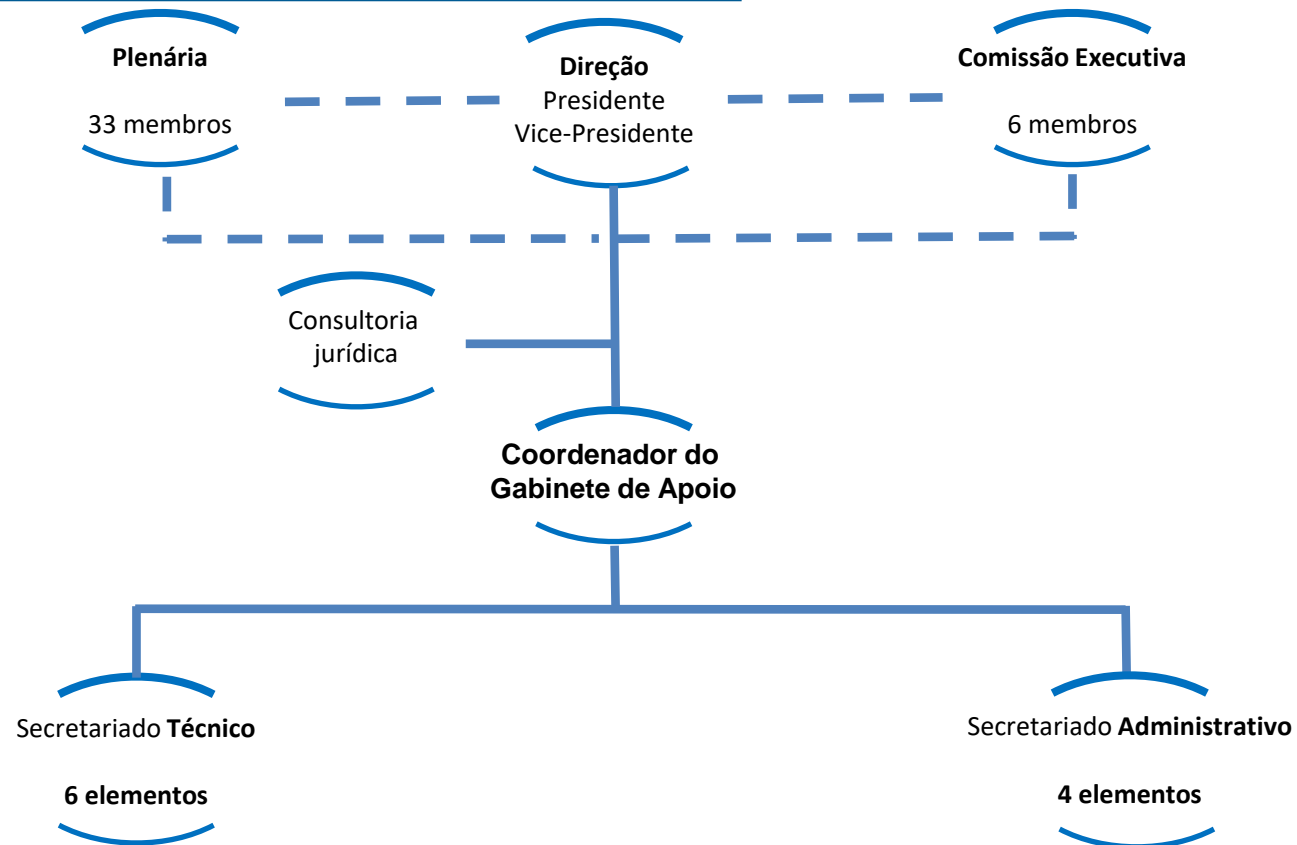 Plenária
33 membros
Direção
Presidente
Vice-Presidente
Comissão Executiva
6 membros
Consultoria
jurídica
Coordenador do
Gabinete de Apoio
Secretariado Técnico
6 elementos
Secretariado Administrativo
4 elementos